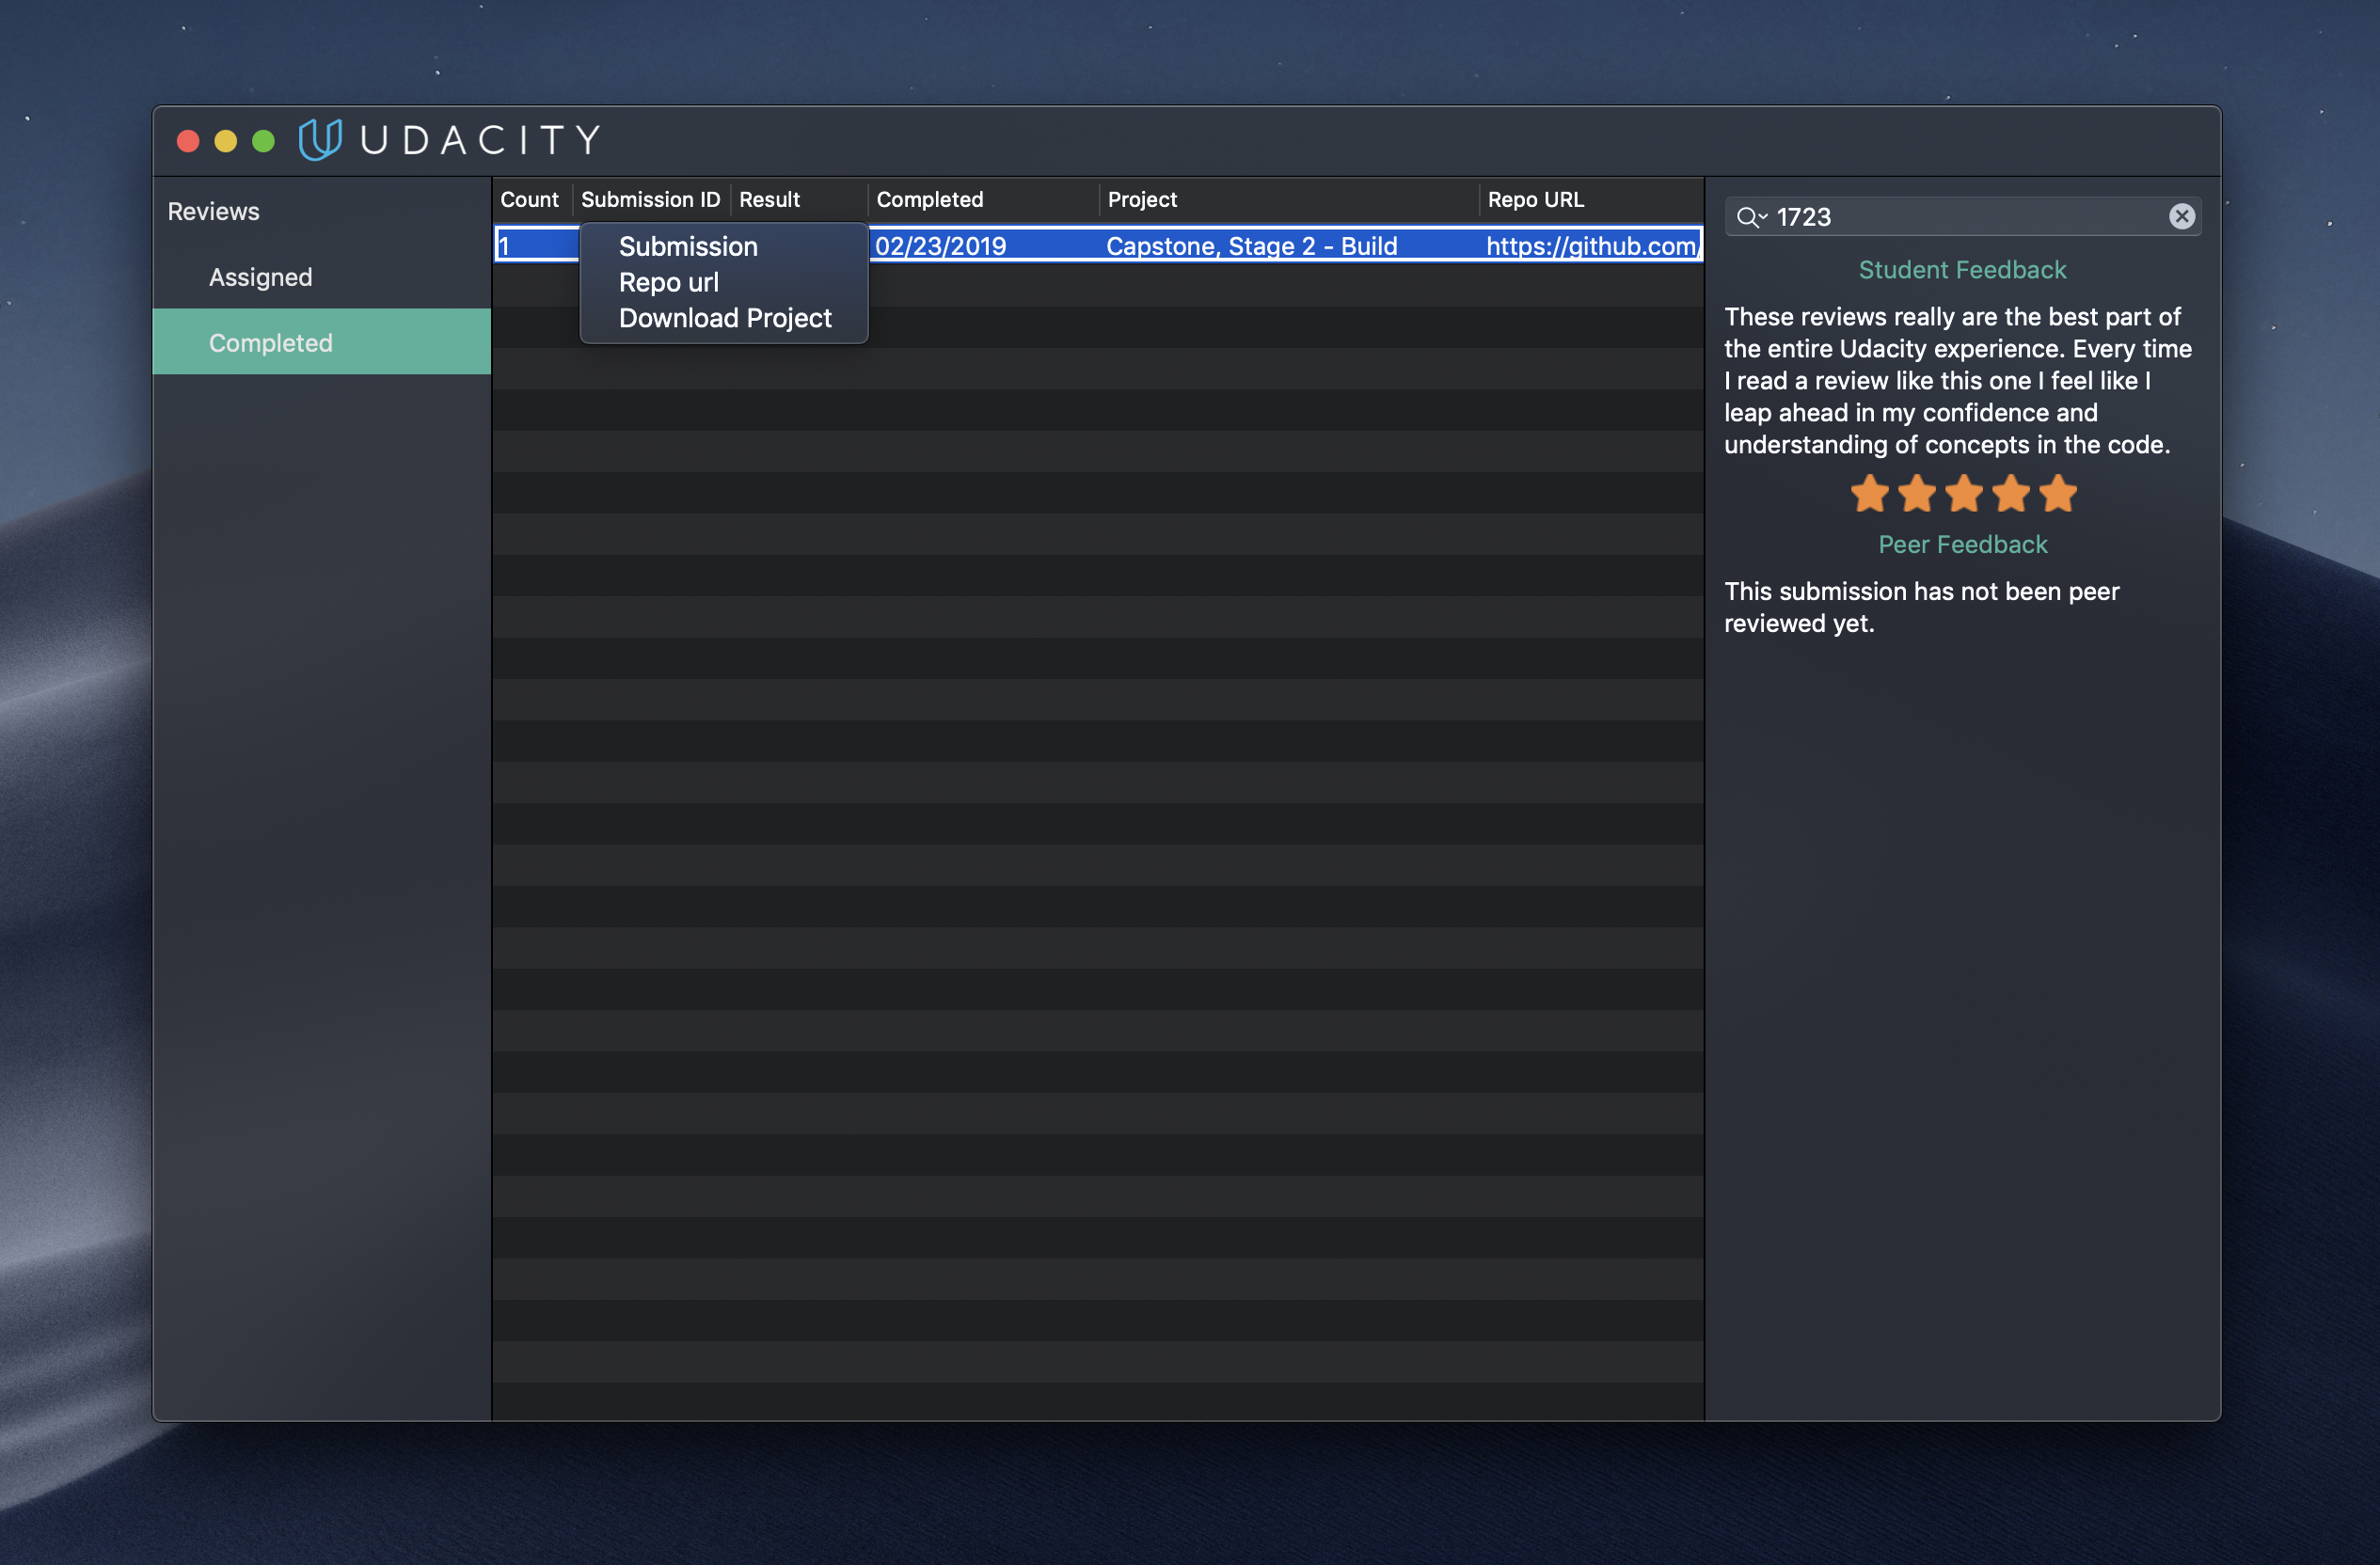 UDACITY
Reviews
Assigned
Completed
Count Submission ID Result Completed Project Repo URL
1 02/23/2019 Capstone, Stage 2 - Build https://github.com/
Submission
Repo url
Download Project
1723
Student Feedback
These reviews really are the best part of
the entire Udacity experience. Every time
I read a review like this one I feel like I
leap ahead in my confidence and
understanding of concepts in the code.
Peer Feedback
This submission has not been peer
reviewed yet.